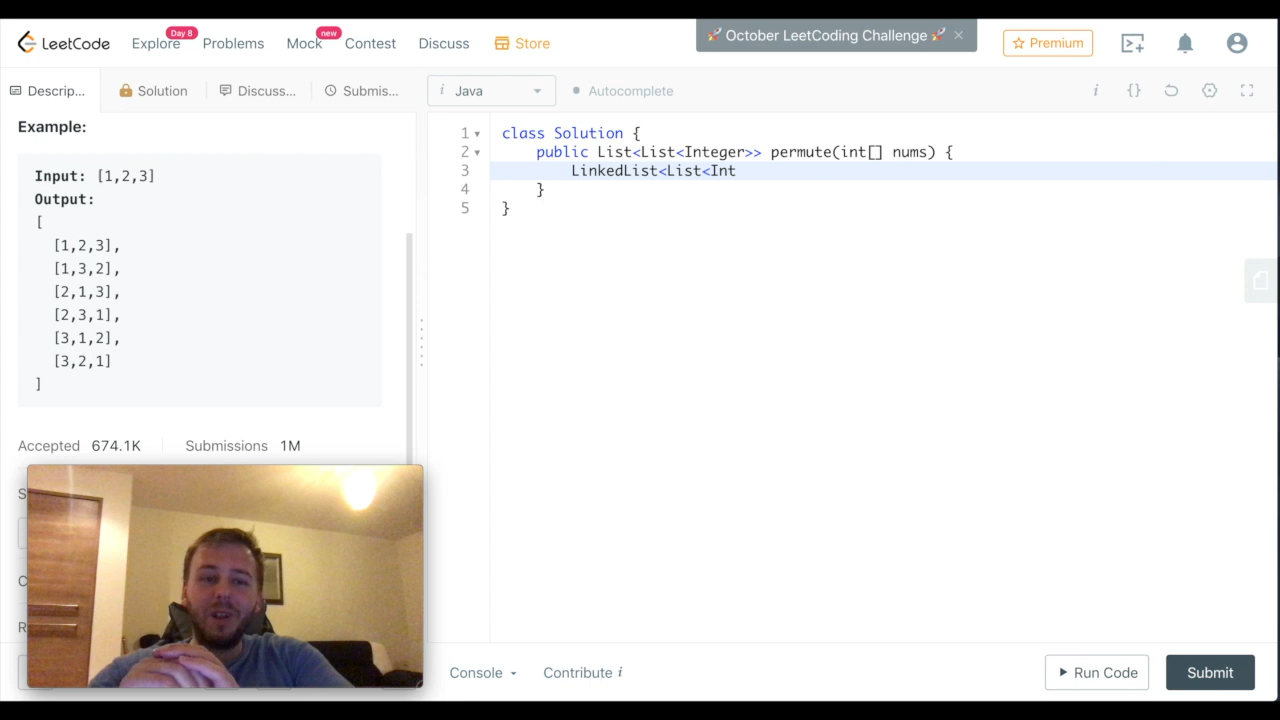 LeetCode
Explore
Day 8
Problems
Mock
new
Contest
Discuss
Store
🚀 October LeetCoding Challenge 🚀 ×
Premium
Descrip...
Solution
Discuss...
Submis...
i Java
Autocomplete
Example:
Input: [1,2,3]
Output:
[
[1,2,3],
[1,3,2],
[2,1,3],
[2,3,1],
[3,1,2],
[3,2,1]
]
Accepted 674.1K
Submissions 1M
S
C
R
1 class Solution {
2 public List<List<Integer>> permute(int[] nums) {
3 LinkedList<List<Int
4 }
5 }
Console
Contribute i
Run Code
Submit